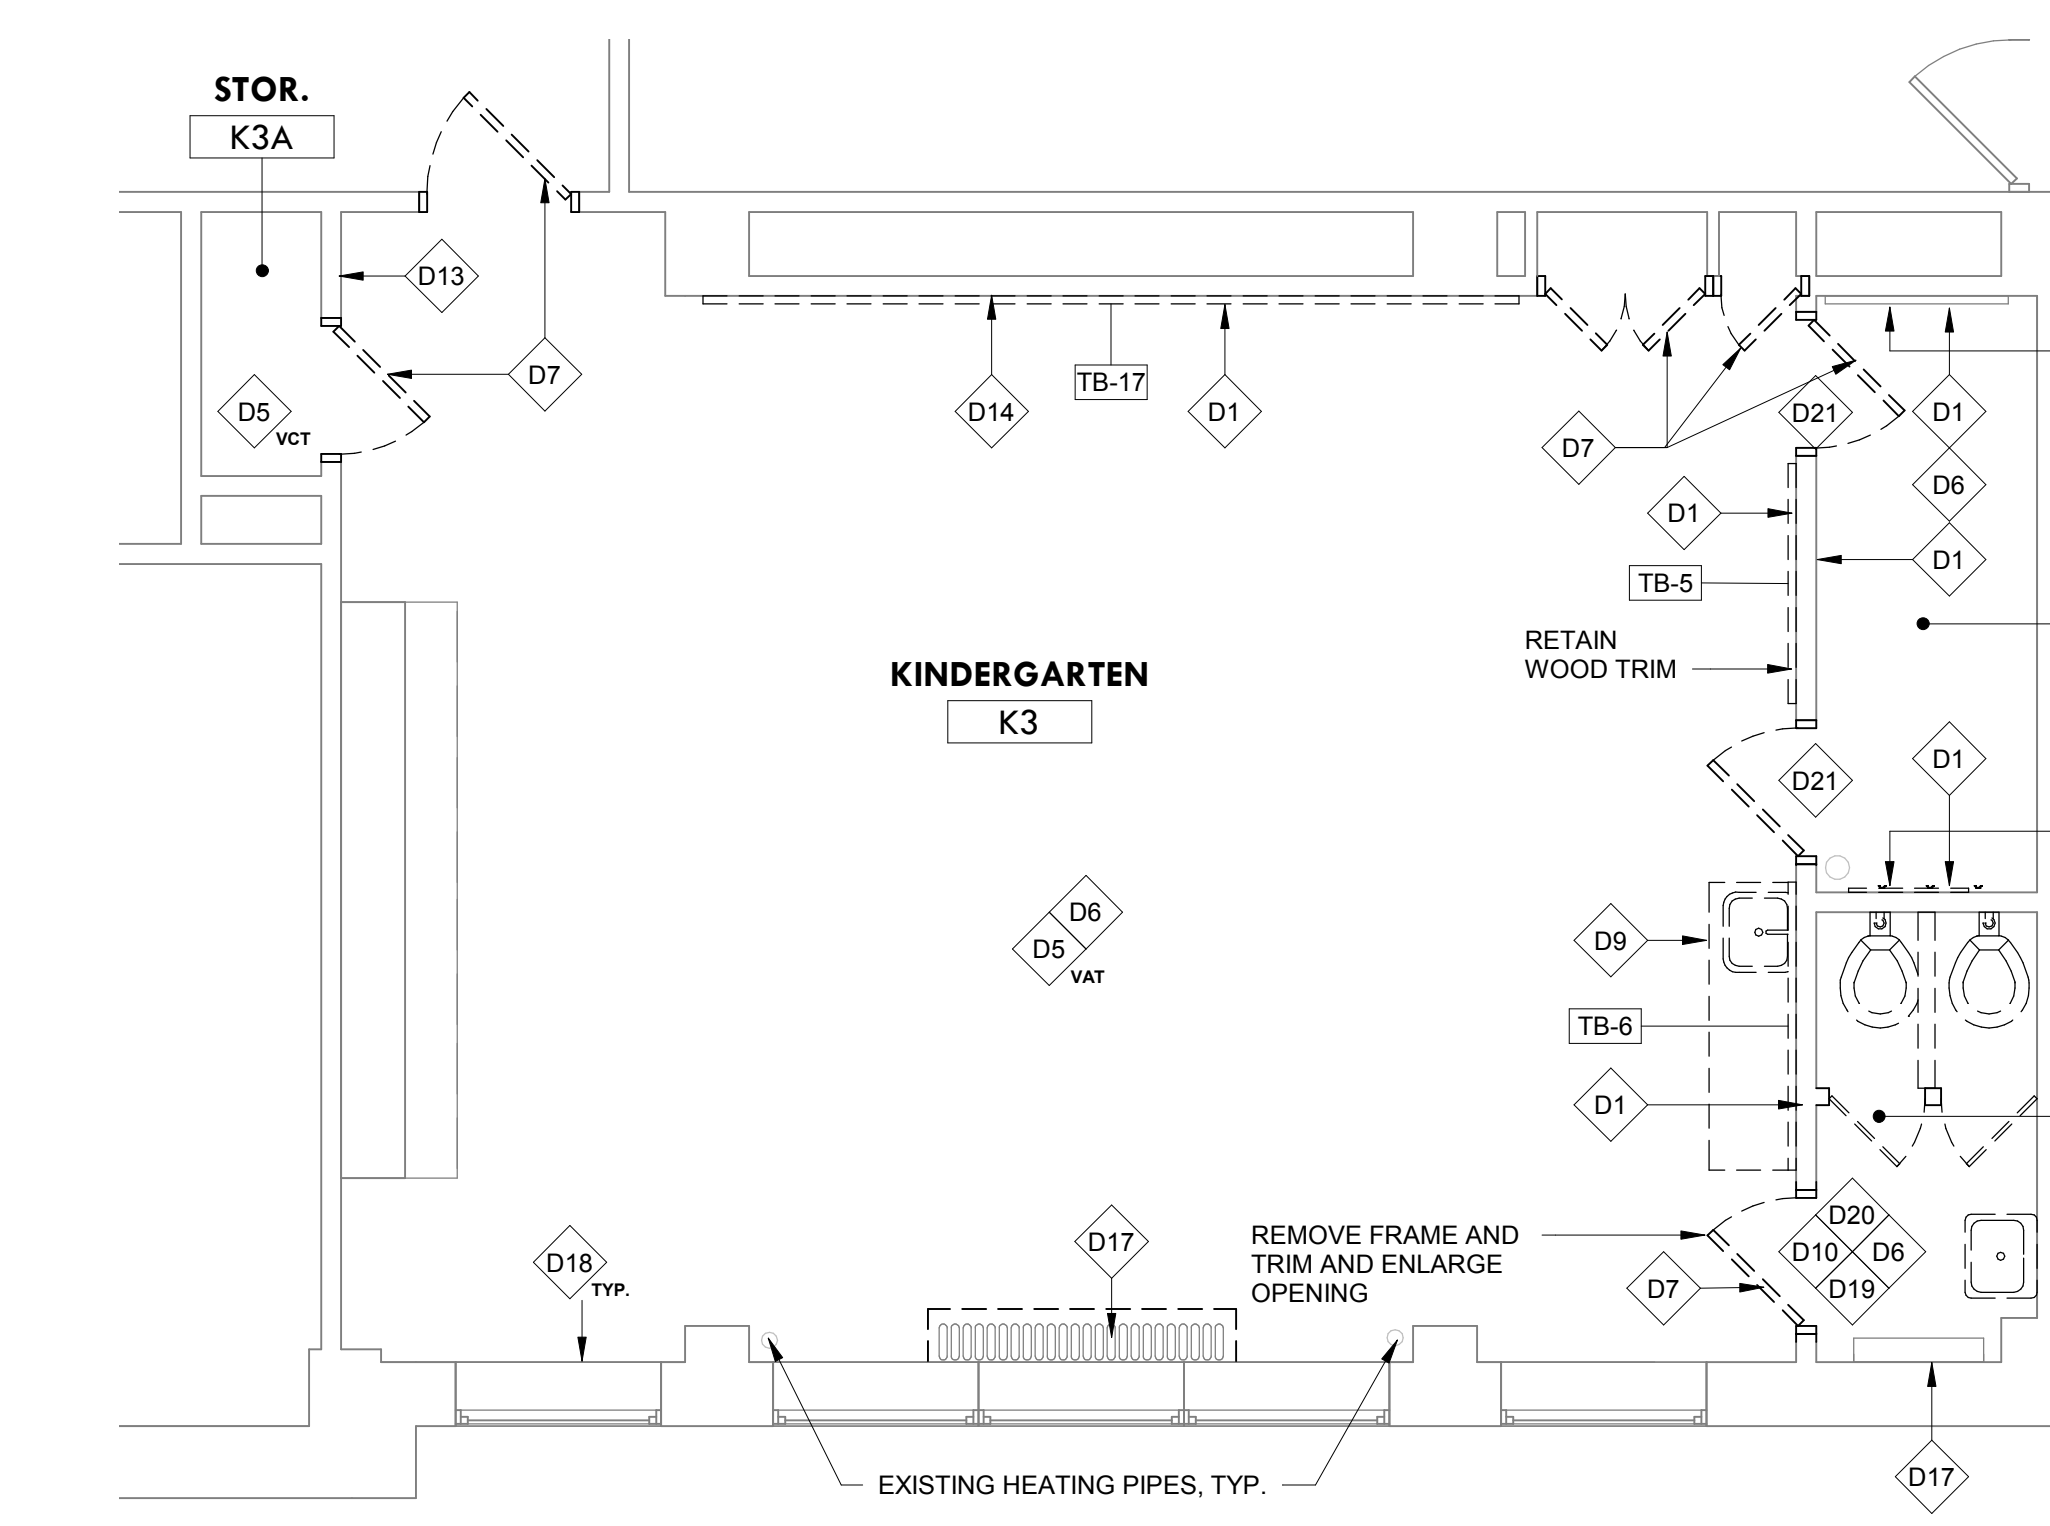 STOR.
K3A
D13
D7
D5
VCT
D14
TB-17
D1
D7
D21
D1
D6
D1
D1
TB-5
RETAIN
WOOD TRIM
KINDERGARTEN
K3
D21
D1
D6
D5
VAT
D9
TB-6
D1
D18
TYP.
D17
REMOVE FRAME AND
TRIM AND ENLARGE
OPENING
D7
D20
D10
D6
D19
EXISTING HEATING PIPES, TYP.
D17